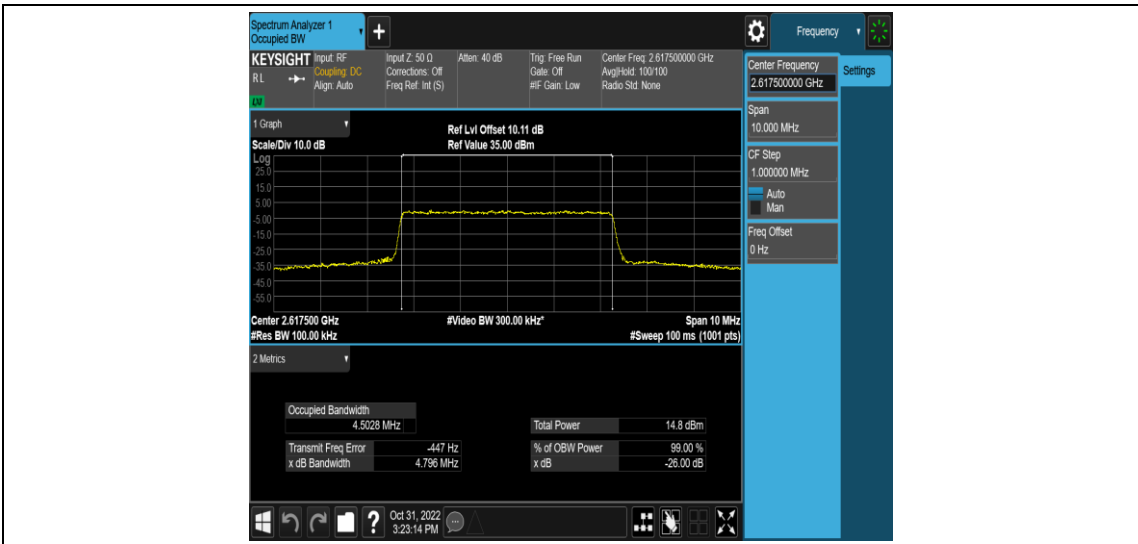 Spectrum Analyzer 1
Occupied BW
+
Frequency
KEYSIGHT
RL
LXI
Input: RF
Coupling: DC
Align: Auto
Input Z: 50 Ω
Corrections: Off
Freq Ref: Int (S)
Atten: 40 dB
Trig: Free Run
Gate: Off
#IF Gain: Low
Center Freq: 2.617500000 GHz
Avg|Hold: 100/100
Radio Std: None
Center Frequency
2.617500000 GHz
Settings
Span
10.000 MHz
CF Step
1.000000 MHz
Auto
Man
Freq Offset
0 Hz
1 Graph
Scale/Div 10.0 dB
Ref Lvl Offset 10.11 dB
Ref Value 35.00 dBm
Log
25.0
15.0
5.00
-5.00
-15.0
-25.0
-35.0
-45.0
-55.0
Center 2.617500 GHz
#Res BW 100.00 kHz
#Video BW 300.00 kHz*
Span 10 MHz
#Sweep 100 ms (1001 pts)
2 Metrics
Occupied Bandwidth
4.5028 MHz
Transmit Freq Error -447 Hz
x dB Bandwidth 4.796 MHz
Total Power 14.8 dBm
% of OBW Power 99.00 %
x dB -26.00 dB
?
Oct 31, 2022
3:23:14 PM